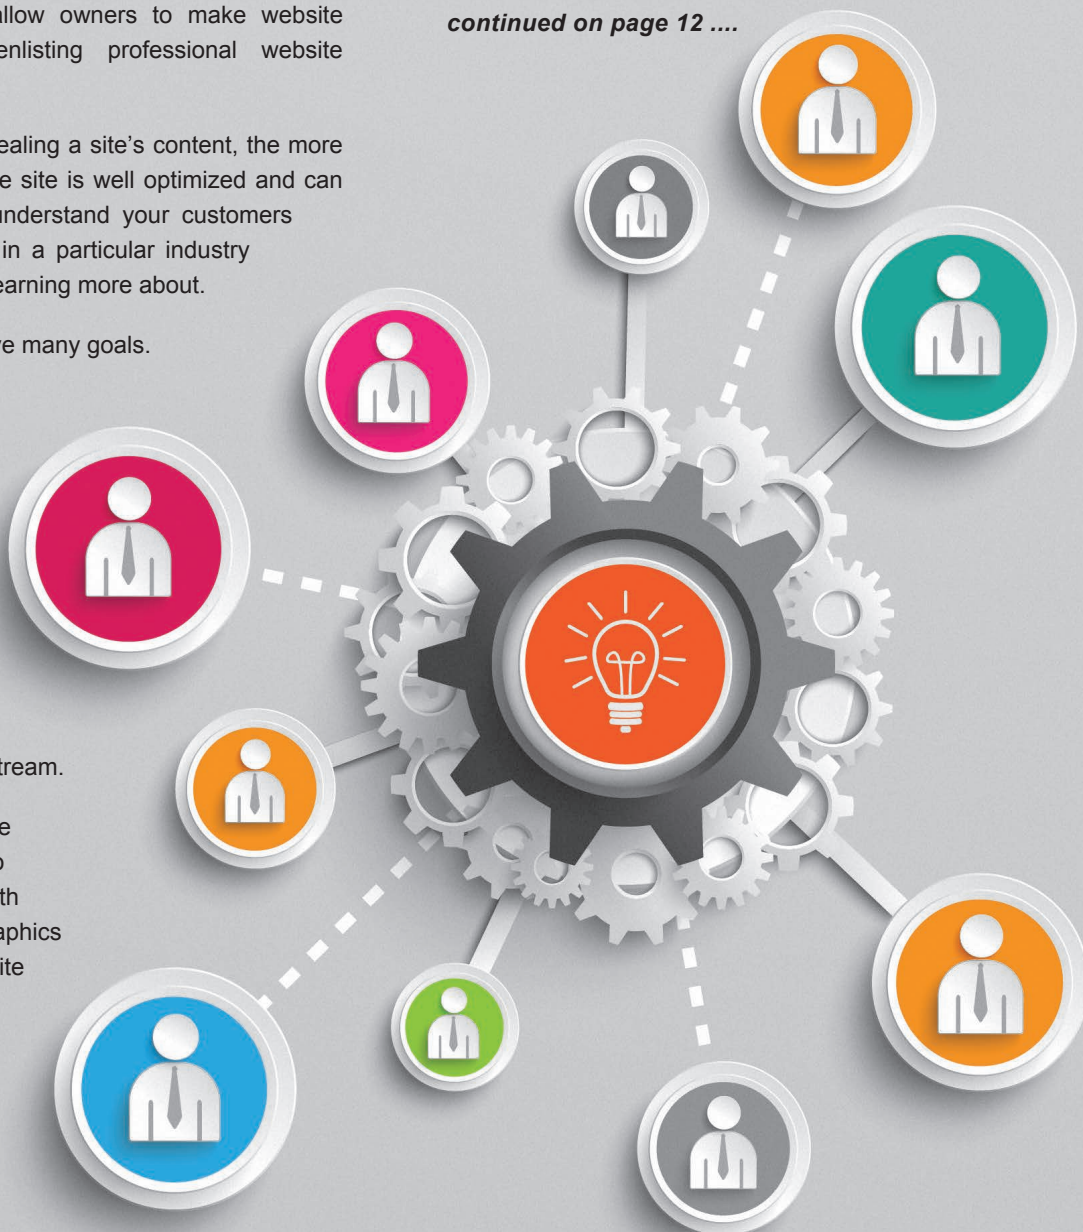 allow owners to make website
enlisting professional website
ealing a site's content, the more
e site is well optimized and can
understand your customers
in a particular industry
earning more about.
ve many goals.
tream.
e
o
th
aphics
ite
continued on page 12 ....